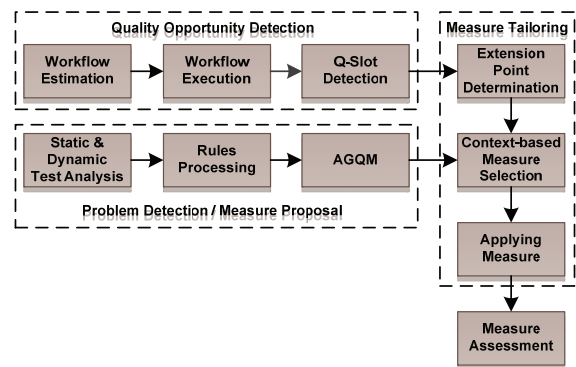 Quality Opportunity Detection
Workflow
Estimation
Workflow
Execution
Q-Slot
Detection
Static &
Dynamic
Test Analysis
Rules
Processing
AGQM
Problem Detection / Measure Proposal
Measure Tailoring
Extension
Point
Determination
Context-based
Measure
Selection
Applying
Measure
Measure
Assessment